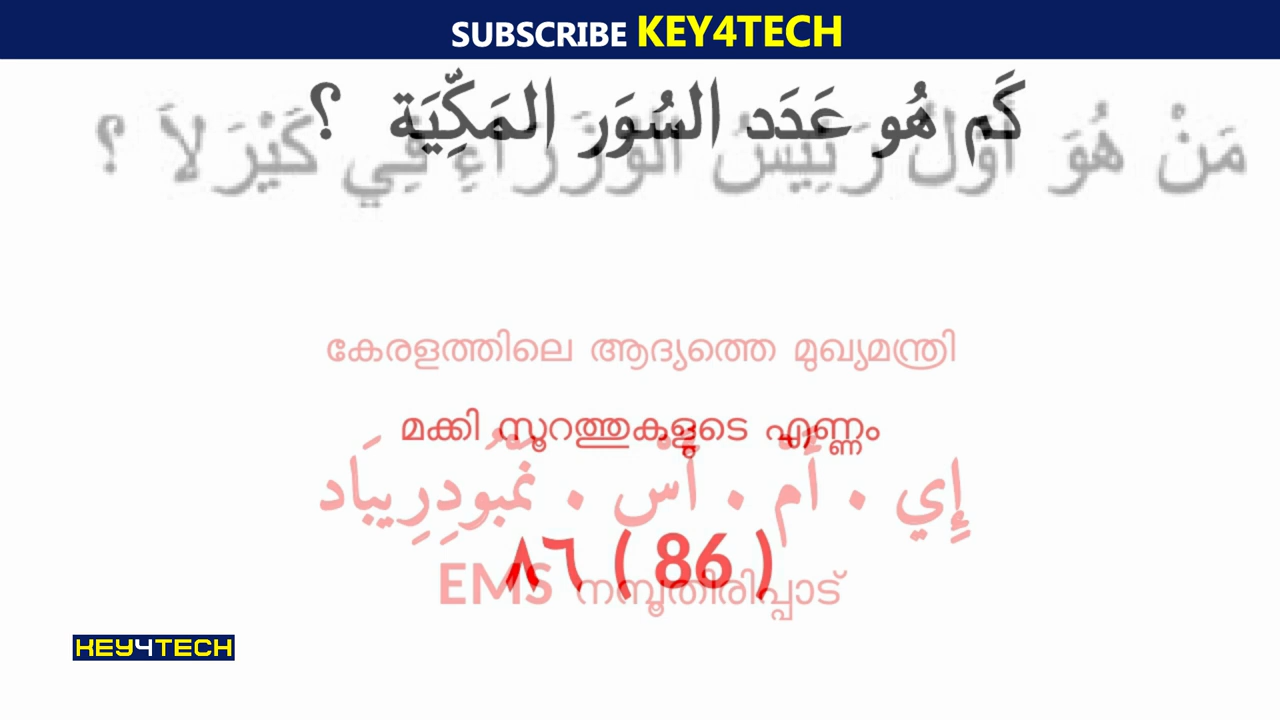 SUBSCRIBE KEY4TECH
كَم هُو عَدَد السُوَر المَكِّيَة ؟
مَنْ هُوَ أَوَّلُ رَئِيسُ الوُزَرَاءِ فِي كَيْرَلاَ ؟
കേരളത്തിലെ ആദ്യത്തെ മുഖ്യമന്ത്രി
മക്കി സൂറത്തുകളുടെ എണ്ണം
إِي . أَمْ . أَسْ . نَمْبُودِرِيبَاد
٨٦ ( 86 )
EMS നമ്പൂതിരിപ്പാട്
KEY4TECH